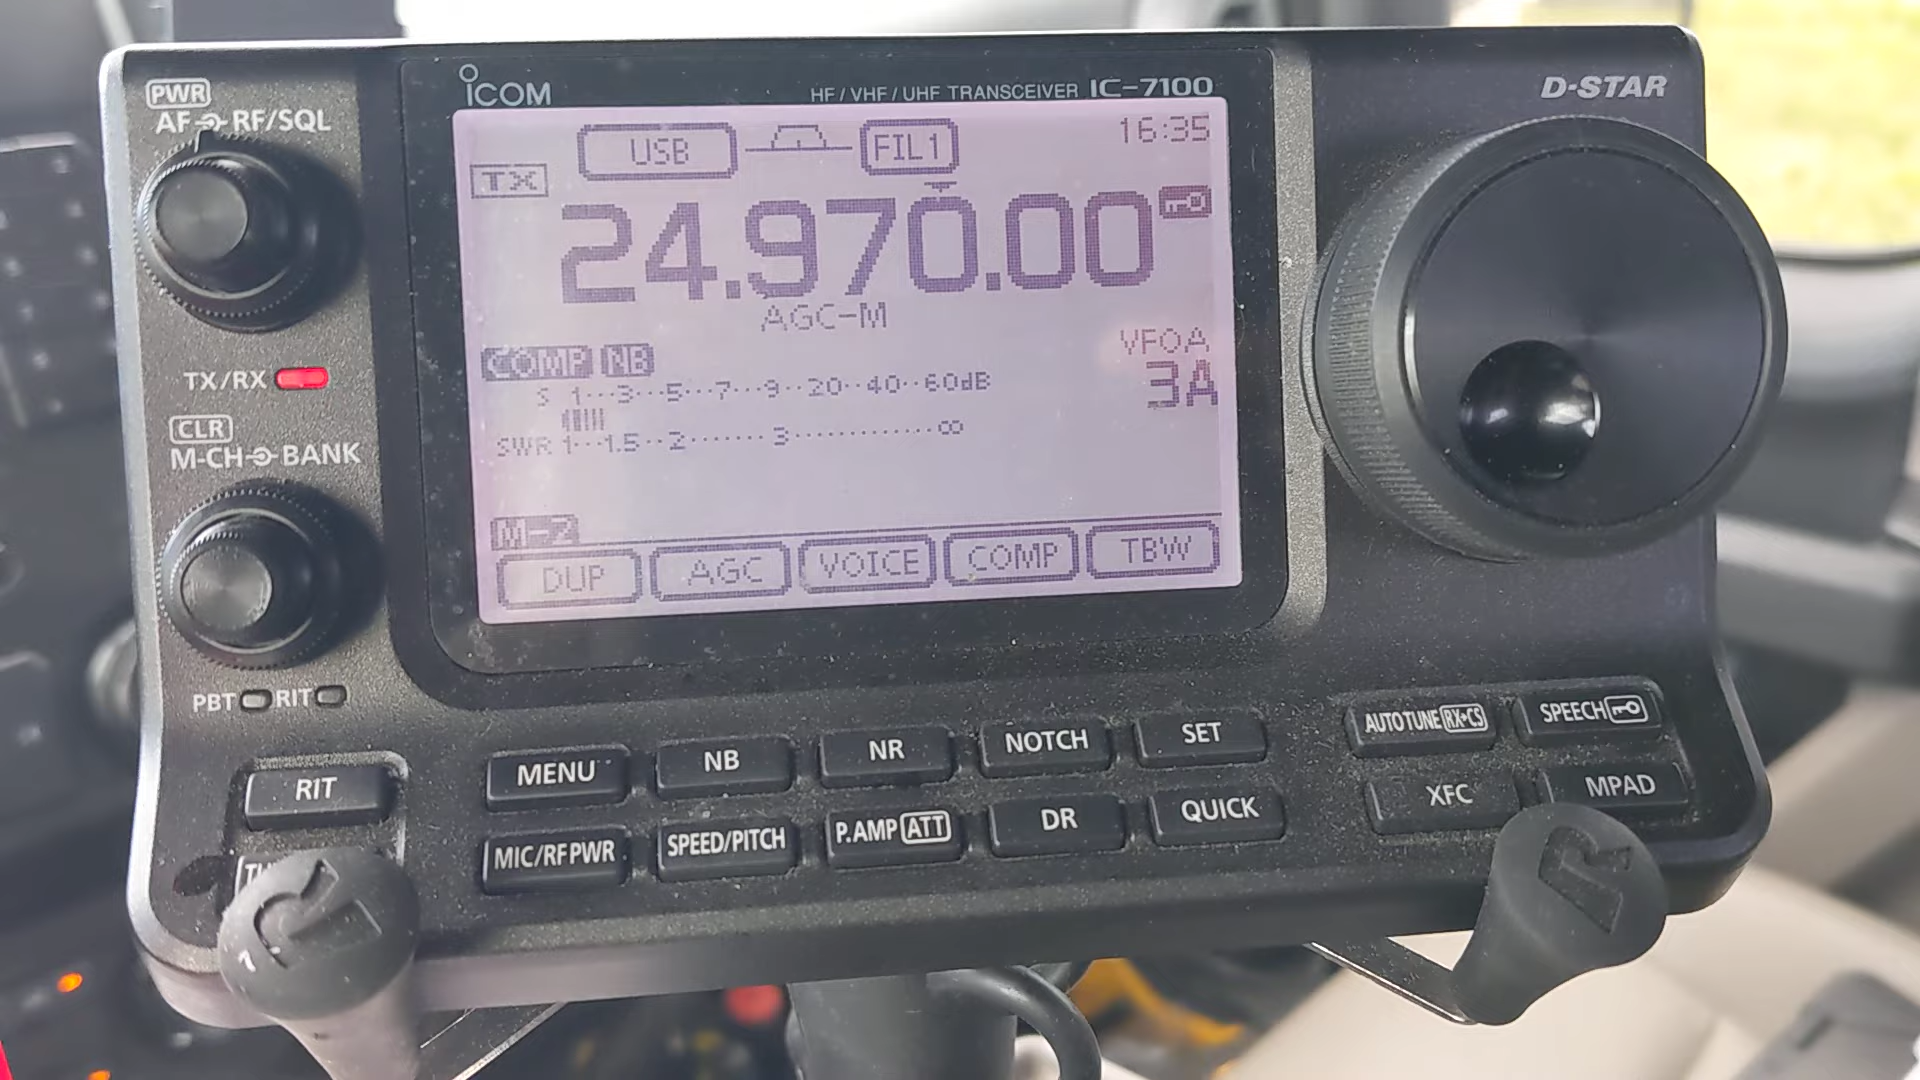 PWR
AF RF/SQL
ICOM
HF / VHF / UHF TRANSCEIVER IC-7100
D-STAR
USB
FIL1
16:35
TX
24.970.00
AGC-M
COMP NB
VFOA
3A
S 1···3···5···7···9··20··40··60dB
SWR 1···1.5··2·······3············∞
TX/RX
CLR
M-CH BANK
M-2
DUP AGC VOICE COMP TBW
PBT RIT
RIT
MENU NB NR NOTCH SET
AUTOTUNE RX→CS SPEECH
MIC/RF PWR SPEED/PITCH P.AMP ATT DR QUICK
XFC MPAD